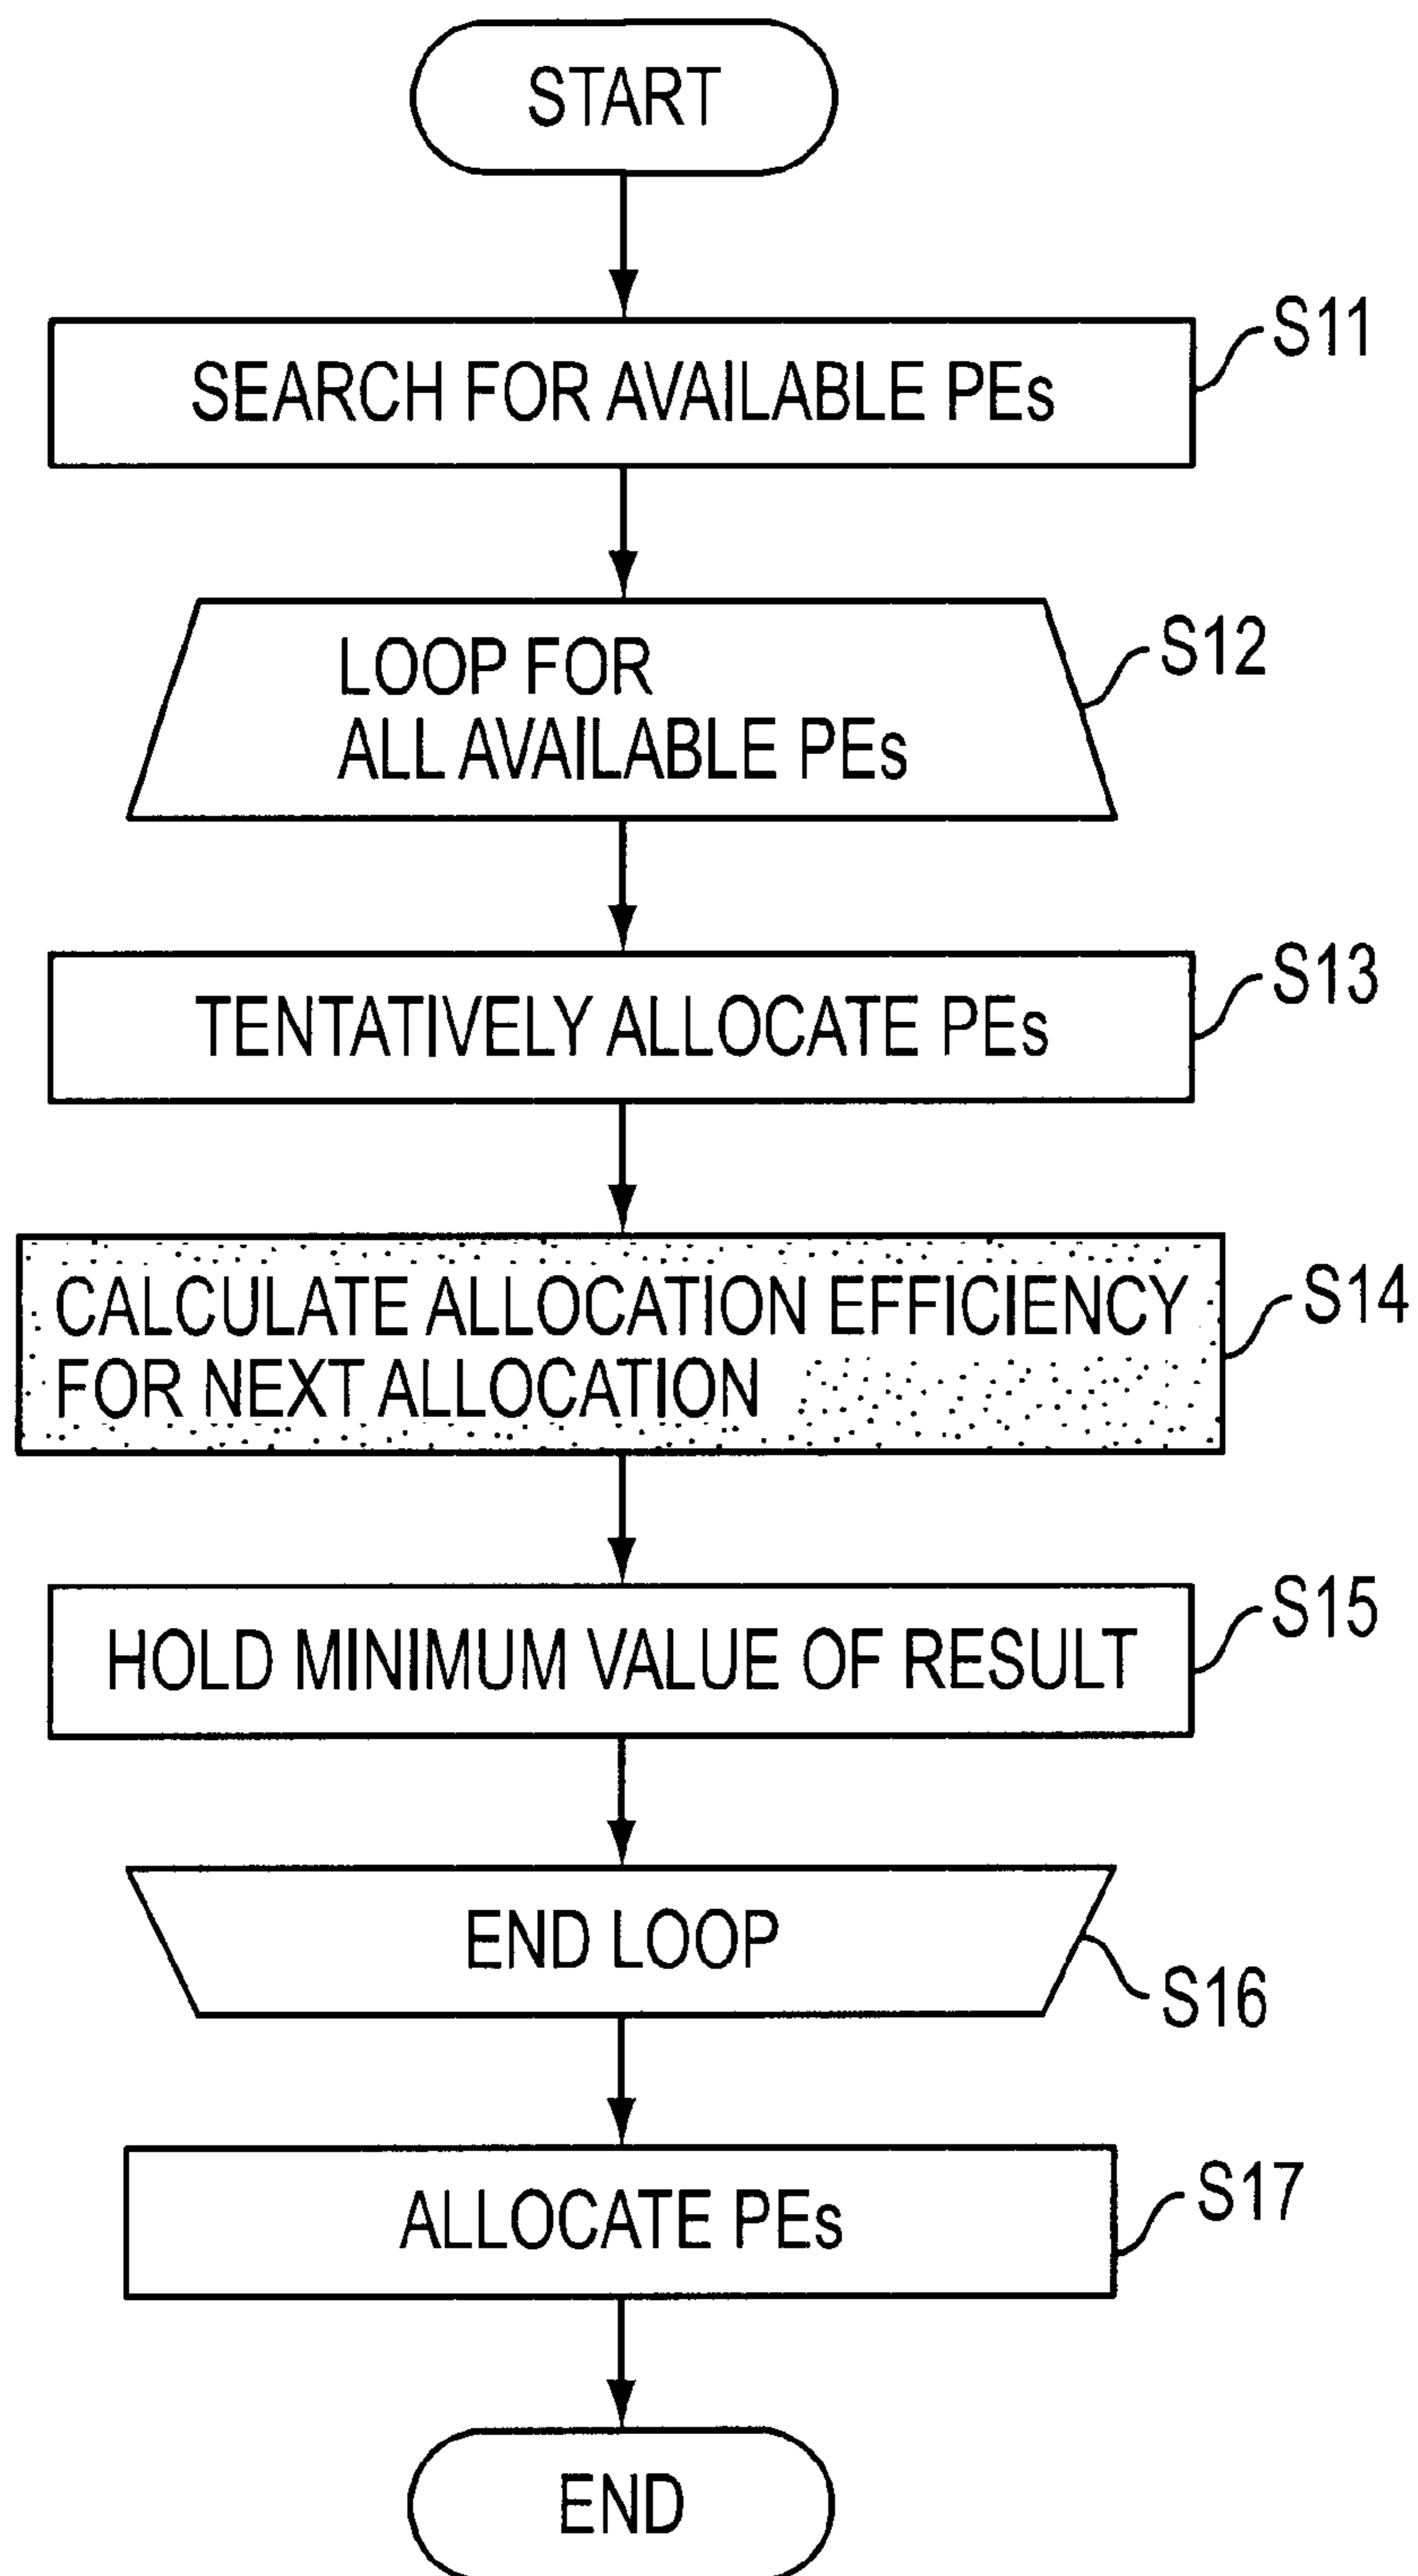 START
SEARCH FOR AVAILABLE PEs
S11
LOOP FOR
ALL AVAILABLE PEs
S12
TENTATIVELY ALLOCATE PEs
S13
CALCULATE ALLOCATION EFFICIENCY
FOR NEXT ALLOCATION
S14
HOLD MINIMUM VALUE OF RESULT
S15
END LOOP
S16
ALLOCATE PEs
S17
END